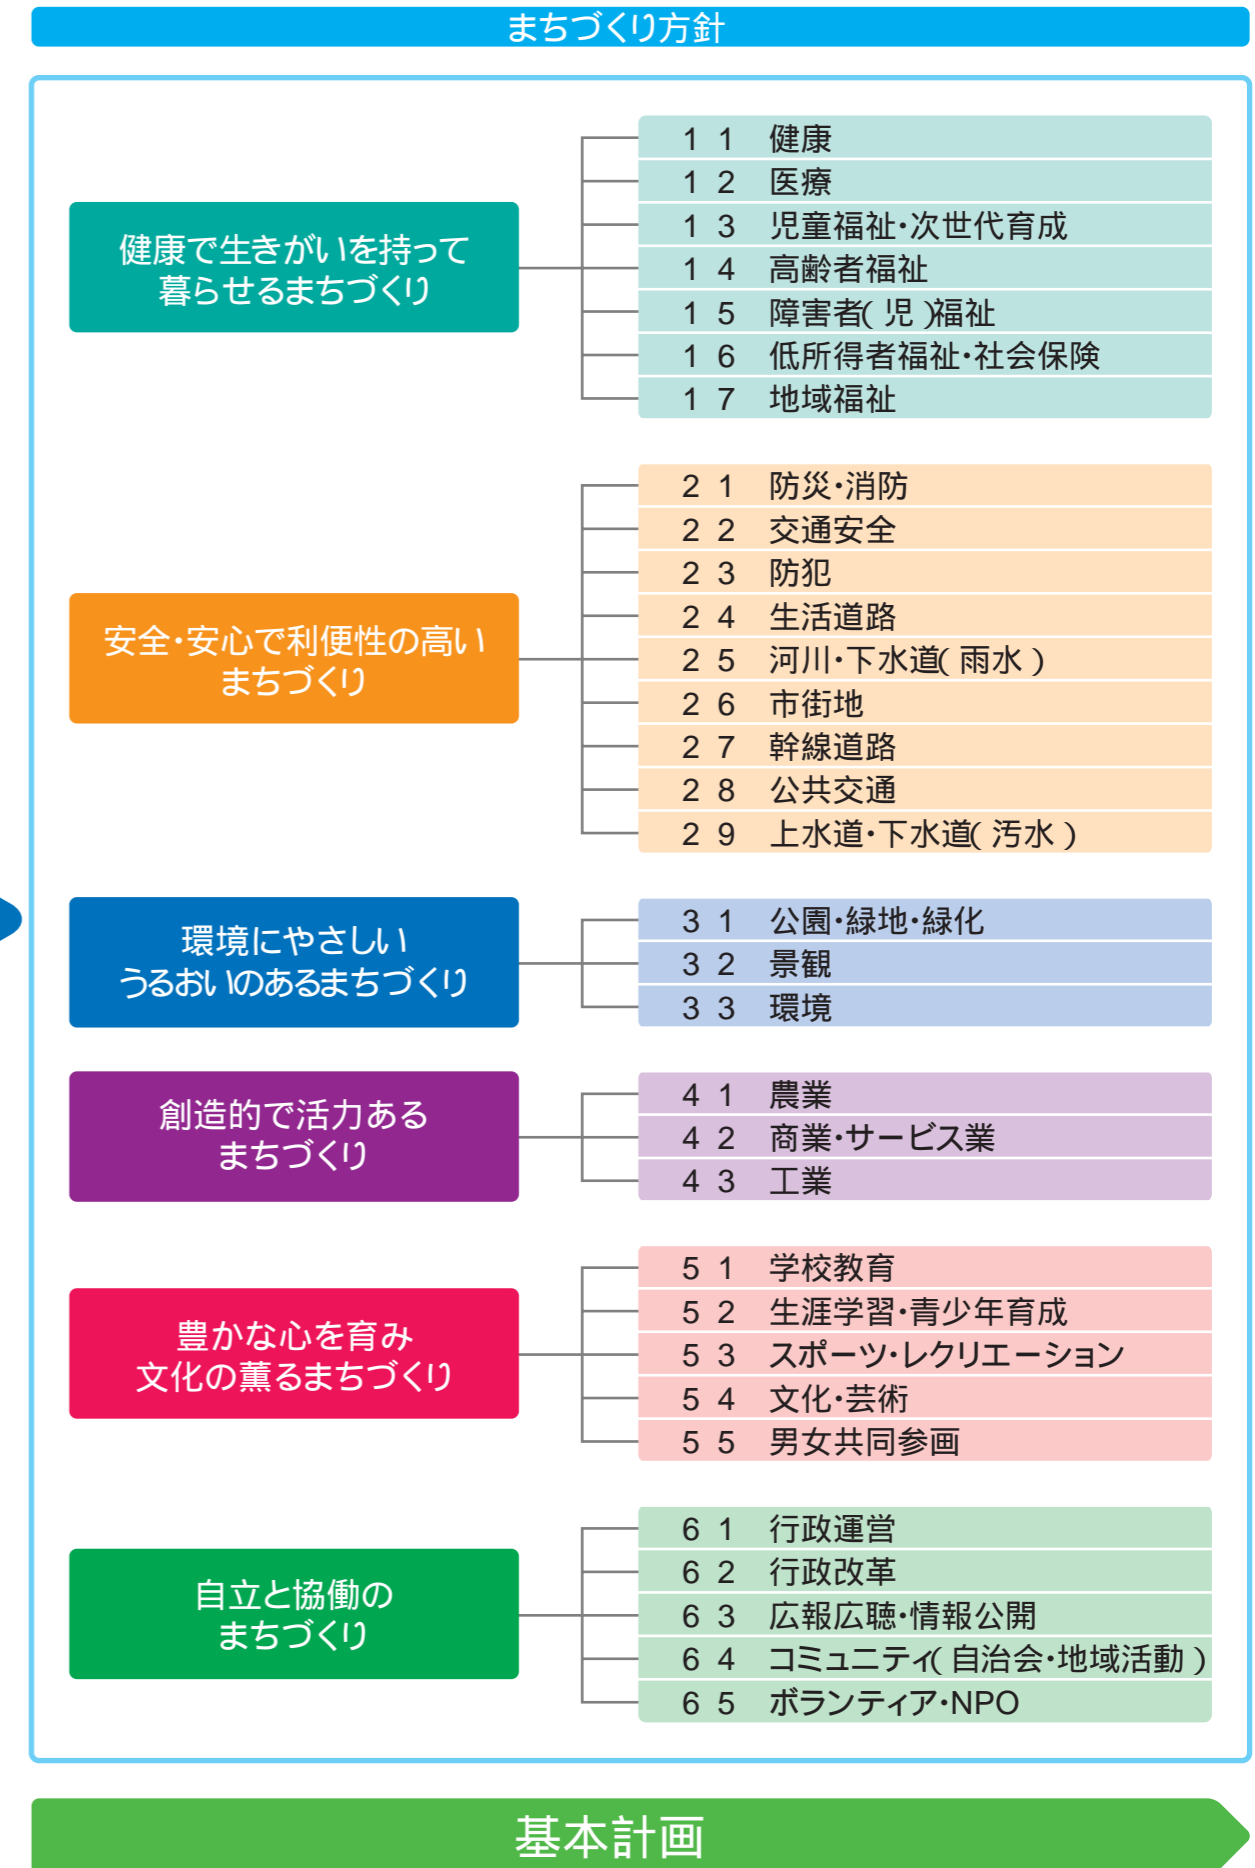 まちづくり方針
健康で生きがいを持って
暮らせるまちづくり
1 1 健康
1 2 医療
1 3 児童福祉・次世代育成
1 4 高齢者福祉
1 5 障害者(児)福祉
1 6 低所得者福祉・社会保険
1 7 地域福祉
安全・安心で利便性の高い
まちづくり
2 1 防災・消防
2 2 交通安全
2 3 防犯
2 4 生活道路
2 5 河川・下水道(雨水)
2 6 市街地
2 7 幹線道路
2 8 公共交通
2 9 上水道・下水道(汚水)
環境にやさしい
うるおいのあるまちづくり
3 1 公園・緑地・緑化
3 2 景観
3 3 環境
創造的で活力ある
まちづくり
4 1 農業
4 2 商業・サービス業
4 3 工業
豊かな心を育み
文化の薫るまちづくり
5 1 学校教育
5 2 生涯学習・青少年育成
5 3 スポーツ・レクリエーション
5 4 文化・芸術
5 5 男女共同参画
自立と協働の
まちづくり
6 1 行政運営
6 2 行政改革
6 3 広報広聴・情報公開
6 4 コミュニティ(自治会・地域活動)
6 5 ボランティア・NPO
基本計画